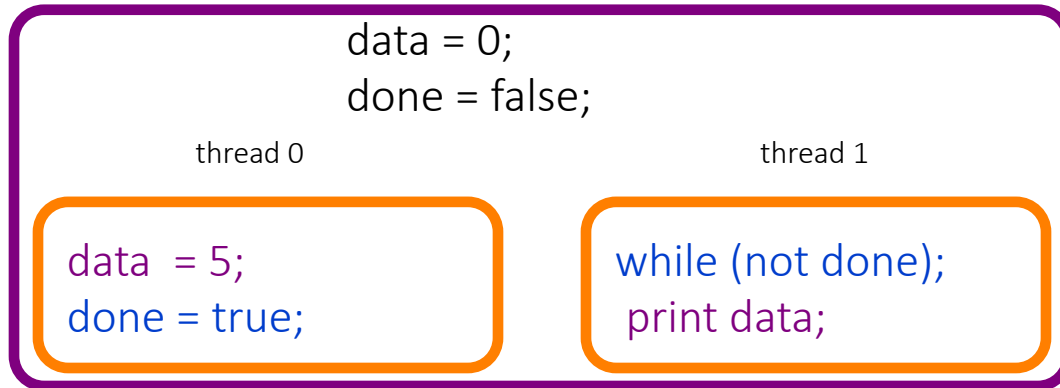 data = 0;
done = false;
thread 0
thread 1
data = 5;
done = true;
while (not done);
print data;